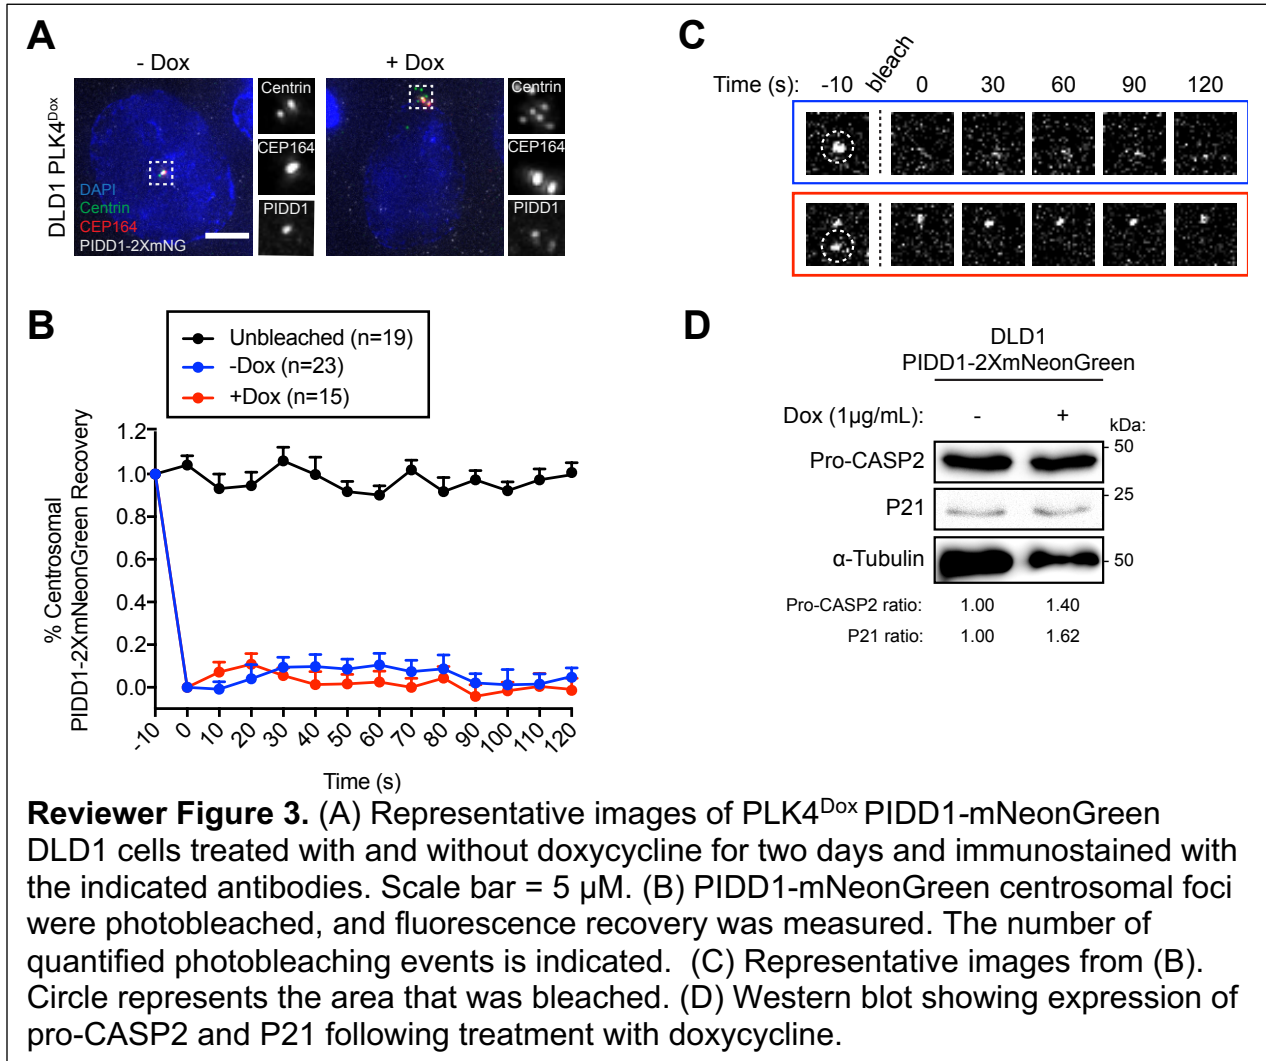 A
- Dox
+ Dox
DLD1 PLK4Dox
Centrin
CEP164
PIDD1
DAPI
Centrin
CEP164
PIDD1-2XmNG
Centrin
CEP164
PIDD1
C
Time (s): -10 bleach 0 30 60 90 120
B
Unbleached (n=19)
-Dox (n=23)
+Dox (n=15)
% Centrosomal
PIDD1-2XmNeonGreen Recovery
1.2
1.0
0.8
0.6
0.4
0.2
0.0
-10 0 10 20 30 40 50 60 70 80 90 100 110 120
Time (s)
D
DLD1
PIDD1-2XmNeonGreen
Dox (1µg/mL): - + kDa:
Pro-CASP2 50
P21 25
α-Tubulin 50
Pro-CASP2 ratio: 1.00 1.40
P21 ratio: 1.00 1.62
Reviewer Figure 3. (A) Representative images of PLK4Dox PIDD1-mNeonGreen
DLD1 cells treated with and without doxycycline for two days and immunostained with
the indicated antibodies. Scale bar = 5 µM. (B) PIDD1-mNeonGreen centrosomal foci
were photobleached, and fluorescence recovery was measured. The number of
quantified photobleaching events is indicated. (C) Representative images from (B).
Circle represents the area that was bleached. (D) Western blot showing expression of
pro-CASP2 and P21 following treatment with doxycycline.